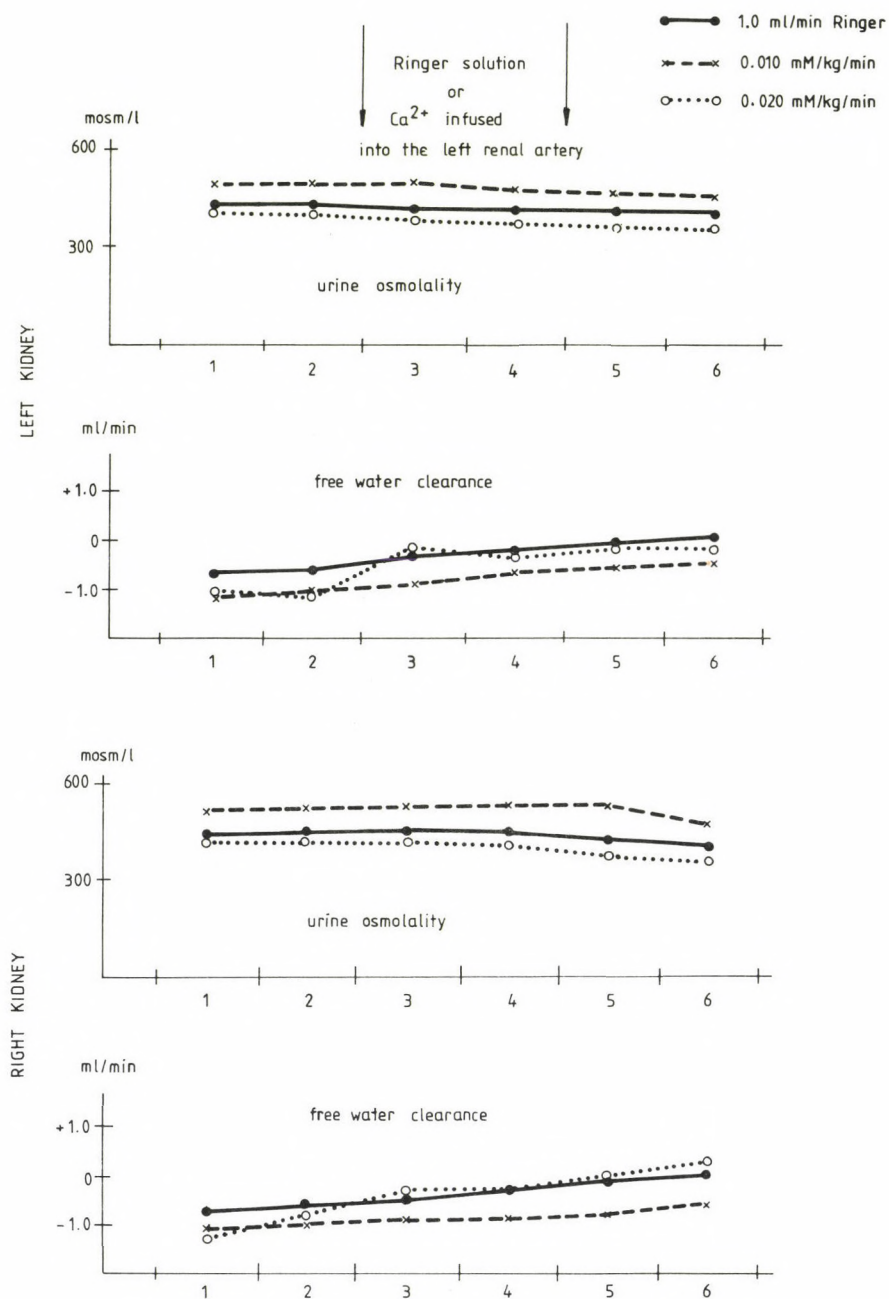 1.0 ml/min Ringer
0.010 mM/kg/min
0.020 mM/kg/min
Ringer solution
or
Ca²⁺ infused
into the left renal artery
LEFT KIDNEY
mosm/l
600
300
urine osmolality
1 2 3 4 5 6
ml/min
+1.0
0
-1.0
free water clearance
1 2 3 4 5 6
RIGHT KIDNEY
mosm/l
600
300
urine osmolality
1 2 3 4 5 6
ml/min
+1.0
0
-1.0
free water clearance
1 2 3 4 5 6